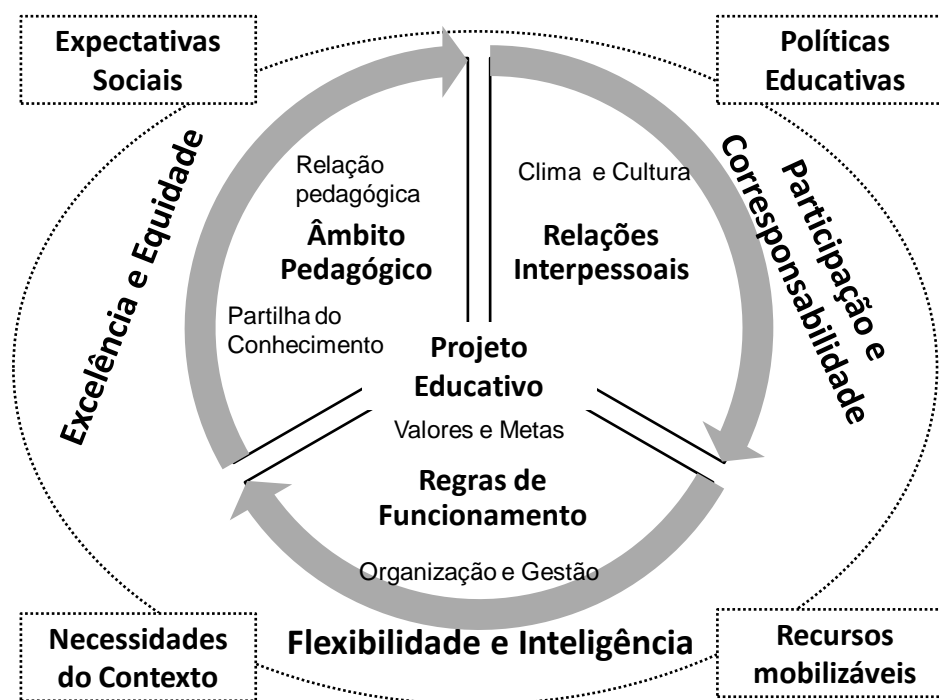 Expectativas
Sociais
Políticas
Educativas
Excelência e Equidade
Participação e
Corresponsabilidade
Relação
pedagógica
Âmbito
Pedagógico
Partilha do
Conhecimento
Clima e Cultura
Relações
Interpessoais
Projeto
Educativo
Valores e Metas
Regras de
Funcionamento
Organização e Gestão
Flexibilidade e Inteligência
Necessidades
do Contexto
Recursos
mobilizáveis